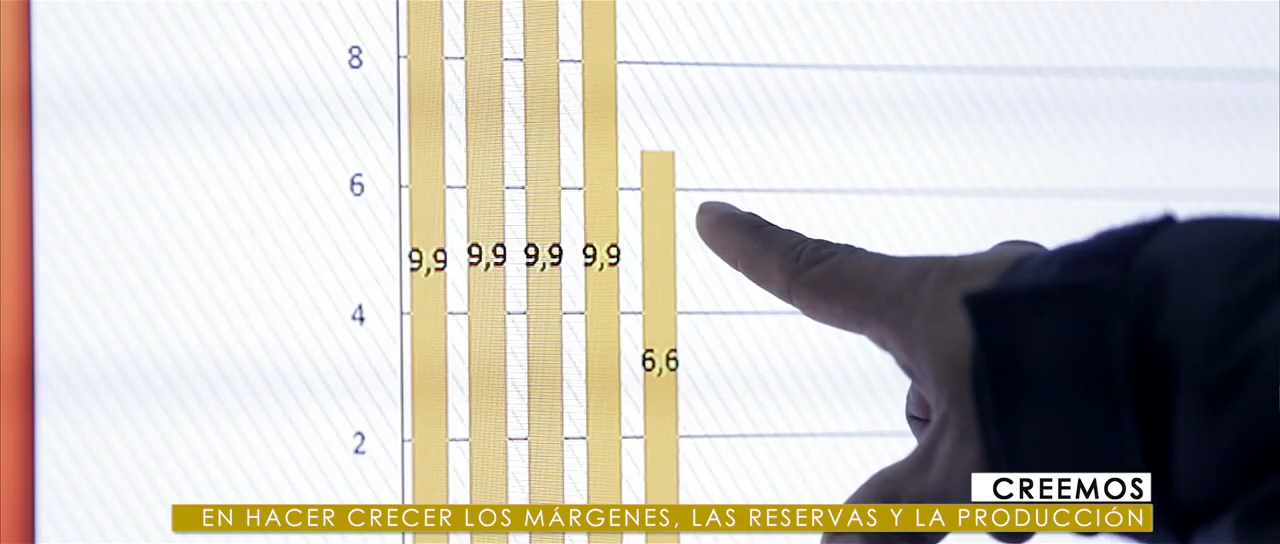 8
6
9,9 9,9 9,9 9,9
4
6,6
2
CREEMOS
EN HACER CRECER LOS MÁRGENES, LAS RESERVAS Y LA PRODUCCIÓN